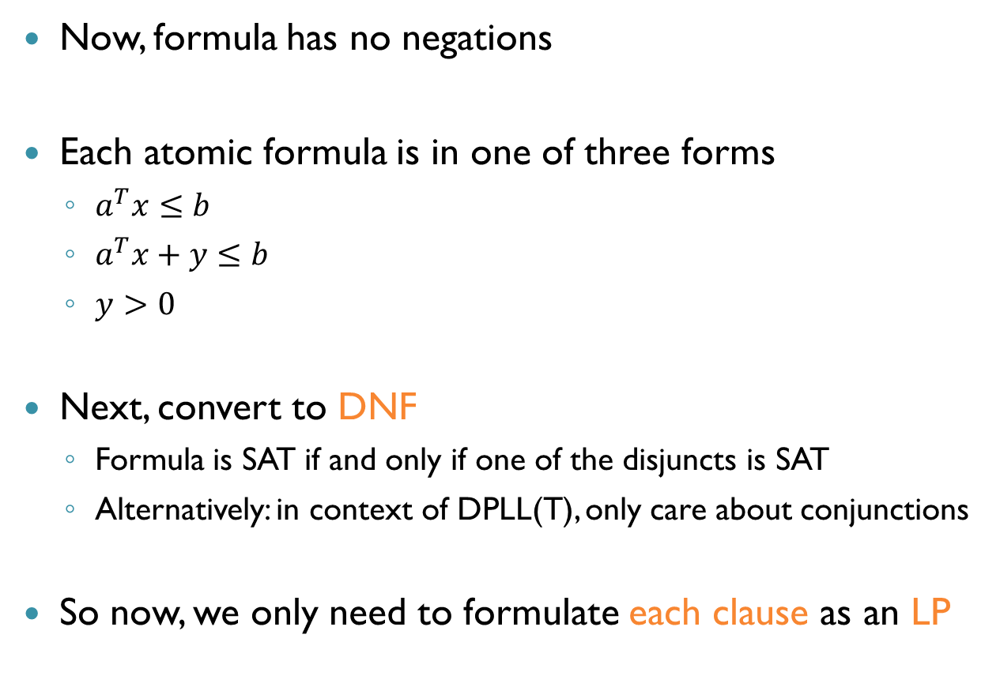 • Now, formula has no negations
• Each atomic formula is in one of three forms
◦ $a^T x \leq b$
◦ $a^T x + y \leq b$
◦ $y > 0$
• Next, convert to DNF
◦ Formula is SAT if and only if one of the disjuncts is SAT
◦ Alternatively: in context of DPLL(T), only care about conjunctions
• So now, we only need to formulate each clause as an LP